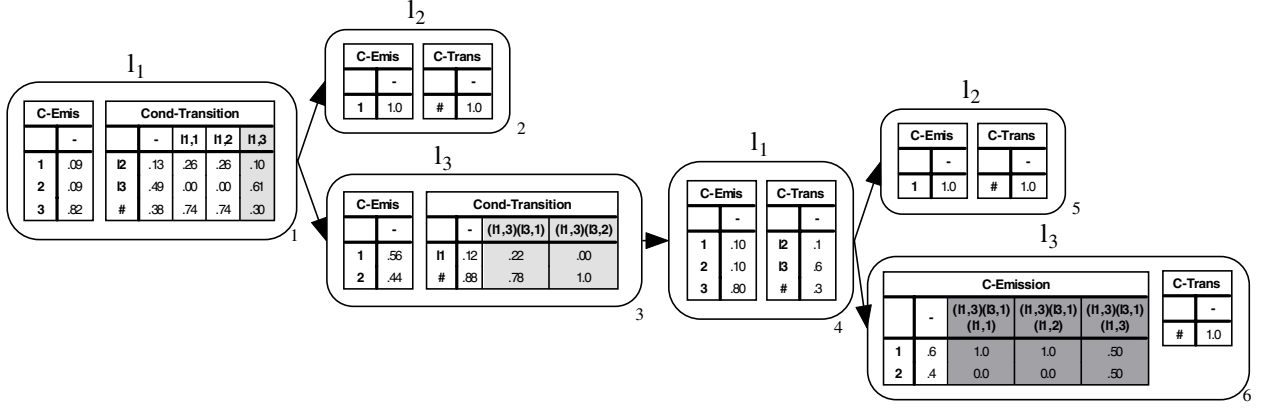 l1
C-Emis Cond-Transition
- - l1,1 l1,2 l1,3
1 .09 l2 .13 .26 .26 .10
2 .09 l3 .49 .00 .00 .61
3 .82 # .38 .74 .74 .30
1
l2
C-Emis C-Trans
- -
1 1.0 # 1.0
2
l3
C-Emis Cond-Transition
- - (l1,3)(l3,1) (l1,3)(l3,2)
1 .56 l1 .12 .22 .00
2 .44 # .88 .78 1.0
3
l1
C-Emis C-Trans
- -
1 .10 l2 .1
2 .10 l3 .6
3 .80 # .3
4
l2
C-Emis C-Trans
- -
1 1.0 # 1.0
5
l3
C-Emission C-Trans
- (l1,3)(l3,1) (l1,3)(l3,1) (l1,3)(l3,1) -
(l1,1) (l1,2) (l1,3)
# 1.0
1 .6 1.0 1.0 .50
2 .4 0.0 0.0 .50
6